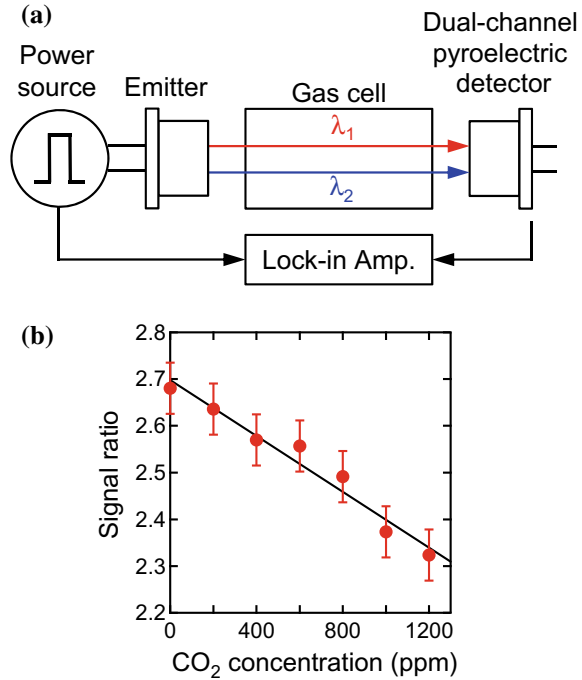 (a)
Power
source
Emitter
Gas cell
Dual-channel
pyroelectric
detector
λ1
λ2
Lock-in Amp.
(b)
2.8
2.7
2.6
2.5
2.4
2.3
2.2
Signal ratio
0 400 800 1200
CO2 concentration (ppm)